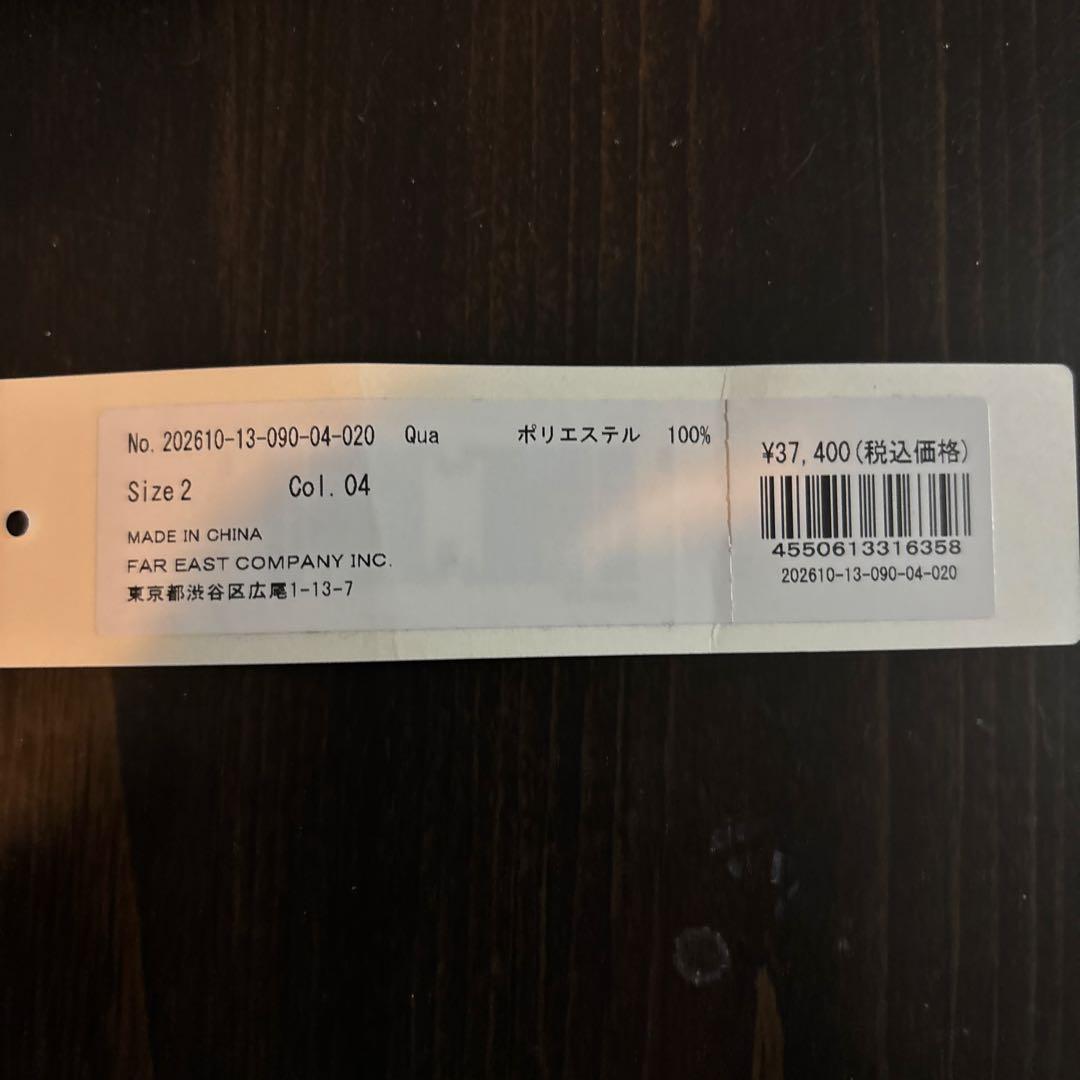 No. 202610-13-090-04-020 Qua ポリエステル 100%
Size 2 Col. 04
MADE IN CHINA
FAR EAST COMPANY INC.
東京都渋谷区広尾1-13-7
¥37,400(税込価格)
4550613316358
202610-13-090-04-020